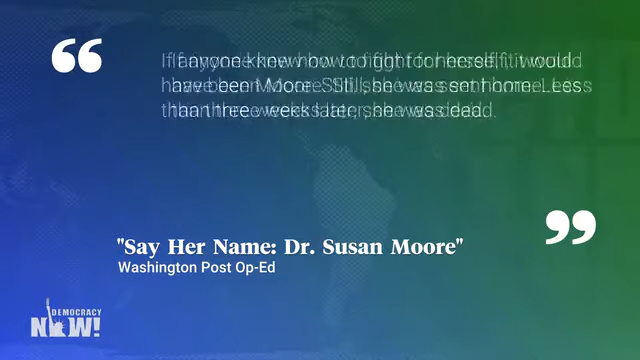 “
If anyone knew how to fight for herself, it would
have been Moore. Still, she was sent home. Less
than three weeks later, she was dead.
”
"Say Her Name: Dr. Susan Moore"
Washington Post Op-Ed
DEMOCRACY
NOW!